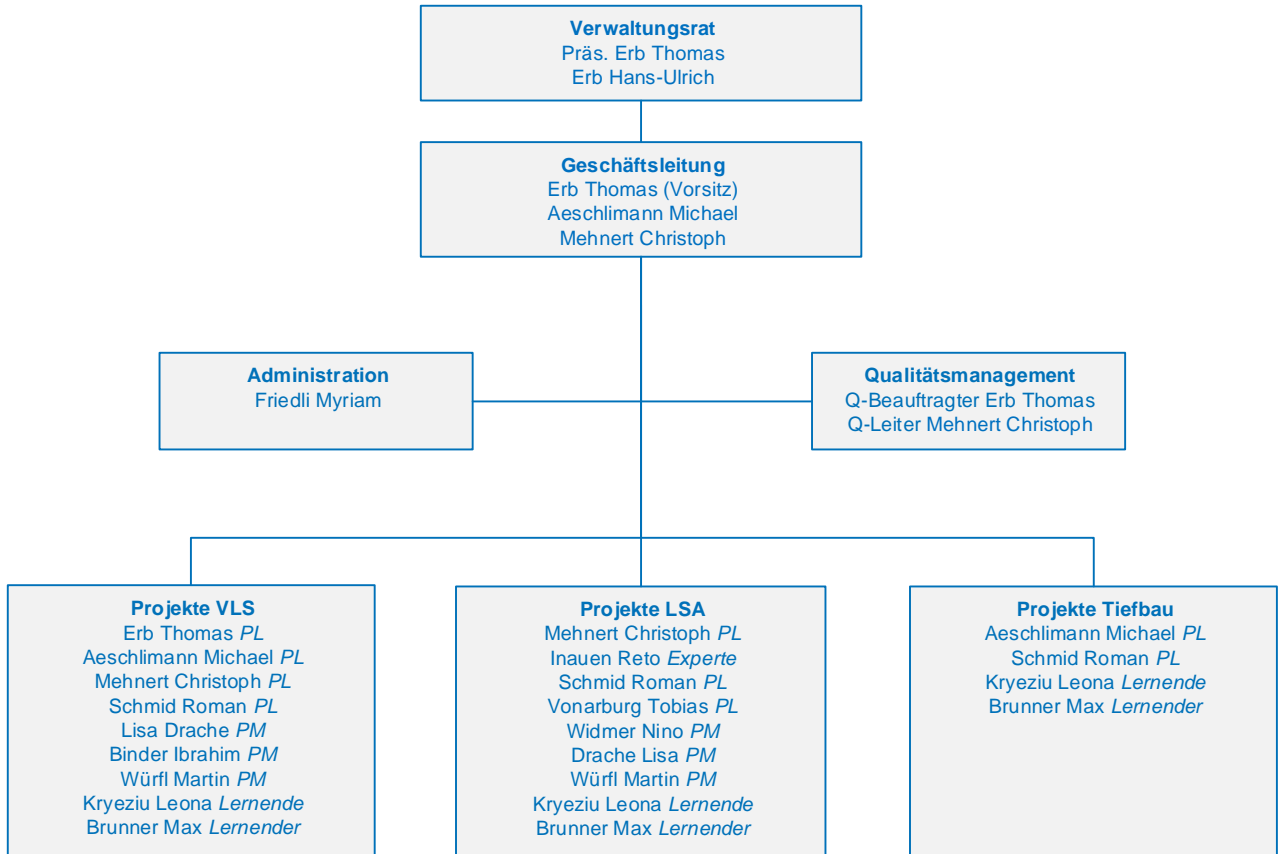 Verwaltungsrat
Präs. Erb Thomas
Erb Hans-Ulrich
Geschäftsleitung
Erb Thomas (Vorsitz)
Aeschlimann Michael
Mehnert Christoph
Administration
Friedli Myriam
Qualitätsmanagement
Q-Beauftragter Erb Thomas
Q-Leiter Mehnert Christoph
Projekte VLS
Erb Thomas PL
Aeschlimann Michael PL
Mehnert Christoph PL
Schmid Roman PL
Lisa Drache PM
Binder Ibrahim PM
Würfl Martin PM
Kryeziu Leona Lernende
Brunner Max Lernender
Projekte LSA
Mehnert Christoph PL
Inauen Reto Experte
Schmid Roman PL
Vonarburg Tobias PL
Widmer Nino PM
Drache Lisa PM
Würfl Martin PM
Kryeziu Leona Lernende
Brunner Max Lernender
Projekte Tiefbau
Aeschlimann Michael PL
Schmid Roman PL
Kryeziu Leona Lernende
Brunner Max Lernender